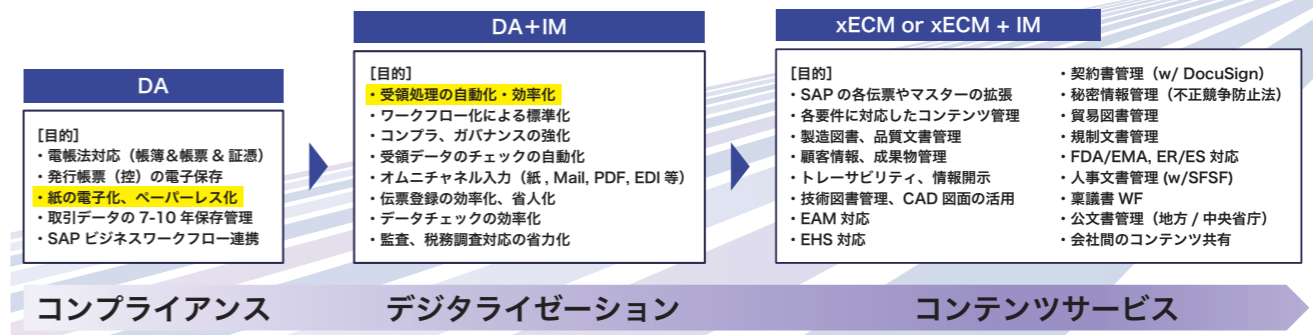 DA
[目的]
・電帳法対応（帳簿&帳票 & 証憑）
・発行帳票（控）の電子保存
・紙の電子化、ペーパーレス化
・取引データの 7-10 年保存管理
・SAP ビジネスワークフロー連携
DA+IM
[目的]
・受領処理の自動化・効率化
・ワークフロー化による標準化
・コンプラ、ガバナンスの強化
・受領データのチェックの自動化
・オムニチャネル入力（紙 , Mail, PDF, EDI 等）
・伝票登録の効率化、省人化
・データチェックの効率化
・監査、税務調査対応の省力化
xECM or xECM + IM
[目的]
・SAP の各伝票やマスターの拡張
・各要件に対応したコンテンツ管理
・製造図書、品質文書管理
・顧客情報、成果物管理
・トレーサビリティ、情報開示
・技術図書管理、CAD 図面の活用
・EAM 対応
・EHS 対応
・契約書管理（w/ DocuSign）
・秘密情報管理（不正競争防止法）
・貿易図書管理
・規制文書管理
・FDA/EMA, ER/ES 対応
・人事文書管理 (w/SFSF)
・稟議書 WF
・公文書管理（地方 / 中央省庁）
・会社間のコンテンツ共有
コンプライアンス
デジタライゼーション
コンテンツサービス